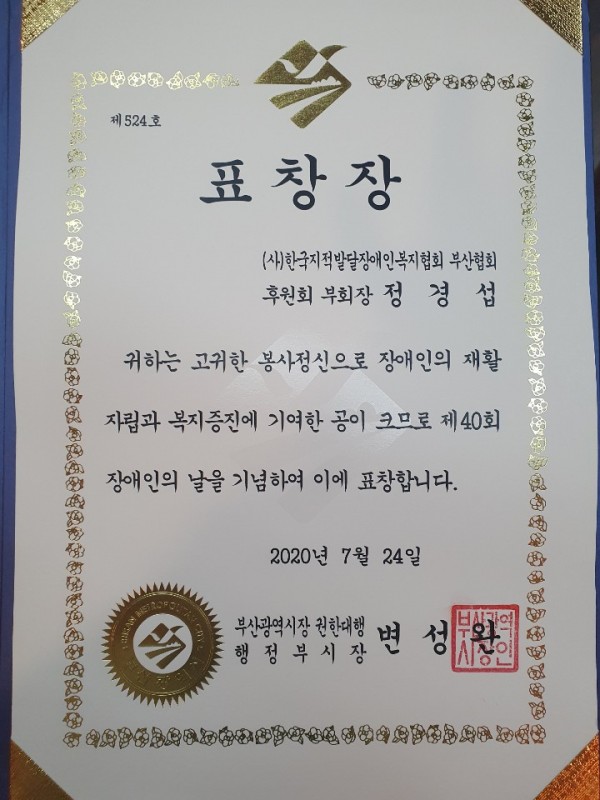 제524호
표창장
(사)한국지적발달장애인복지협회 부산협회
후원회 부회장 정경섭
귀하는 고귀한 봉사정신으로 장애인의 재활
자립과 복지증진에 기여한 공이 크므로 제40회
장애인의 날을 기념하여 이에 표창합니다.
2020년 7월 24일
부산광역시장 권한대행
행정부시장 변성완
부산광역
시장인